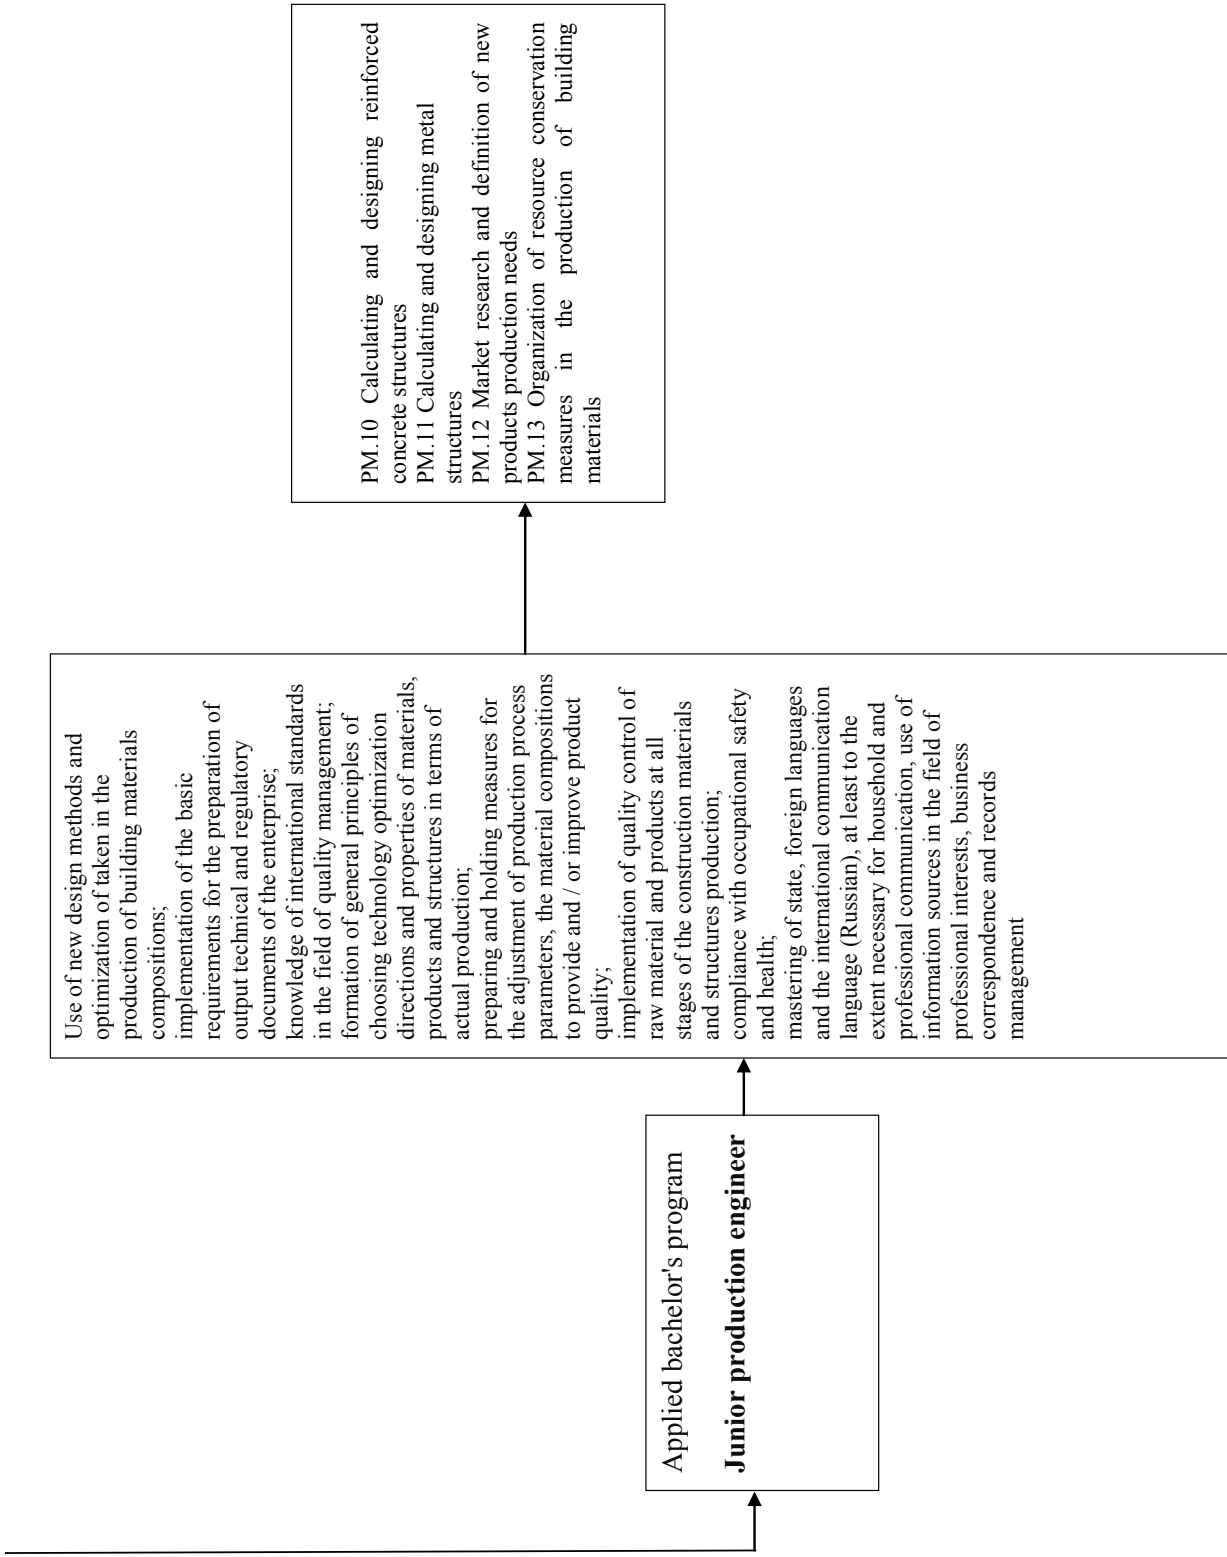 Applied bachelor's program
Junior production engineer
Use of new design methods and
optimization of taken in the
production of building materials
compositions;
implementation of the basic
requirements for the preparation of
output technical and regulatory
documents of the enterprise;
knowledge of international standards
in the field of quality management;
formation of general principles of
choosing technology optimization
directions and properties of materials,
products and structures in terms of
actual production;
preparing and holding measures for
the adjustment of production process
parameters, the material compositions
to provide and / or improve product
quality;
implementation of quality control of
raw material and products at all
stages of the construction materials
and structures production;
compliance with occupational safety
and health;
mastering of state, foreign languages
and the international communication
language (Russian), at least to the
extent necessary for household and
professional communication, use of
information sources in the field of
professional interests, business
correspondence and records
management
PM.10 Calculating and designing reinforced
concrete structures
PM.11 Calculating and designing metal
structures
PM.12 Market research and definition of new
products production needs
PM.13 Organization of resource conservation
measures in the production of building
materials